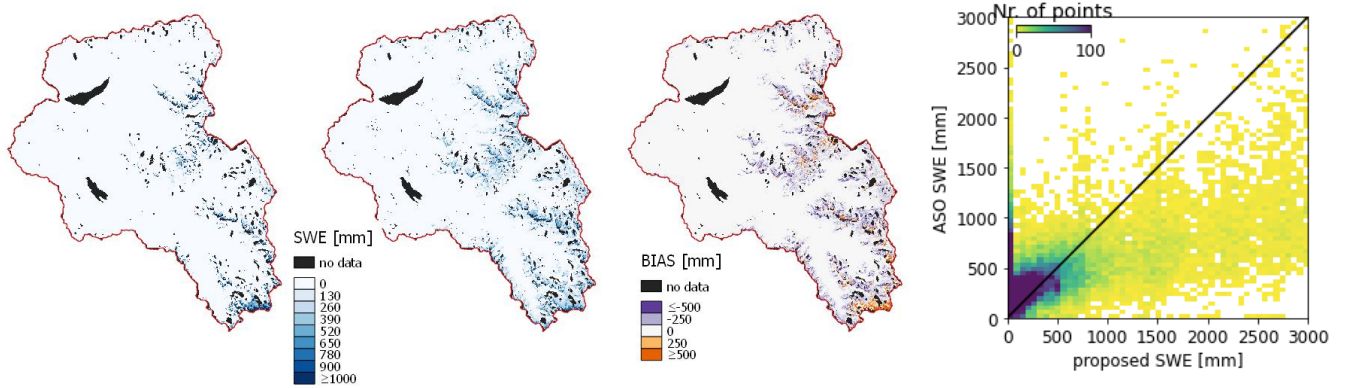 SWE [mm]
no data
0
130
260
390
520
650
780
900
≥1000
BIAS [mm]
no data
≤-500
-250
0
250
≥500
Nr. of points
0 100
3000
2500
2000
1500
1000
500
0
ASO SWE [mm]
0 500 1000 1500 2000 2500 3000
proposed SWE [mm]